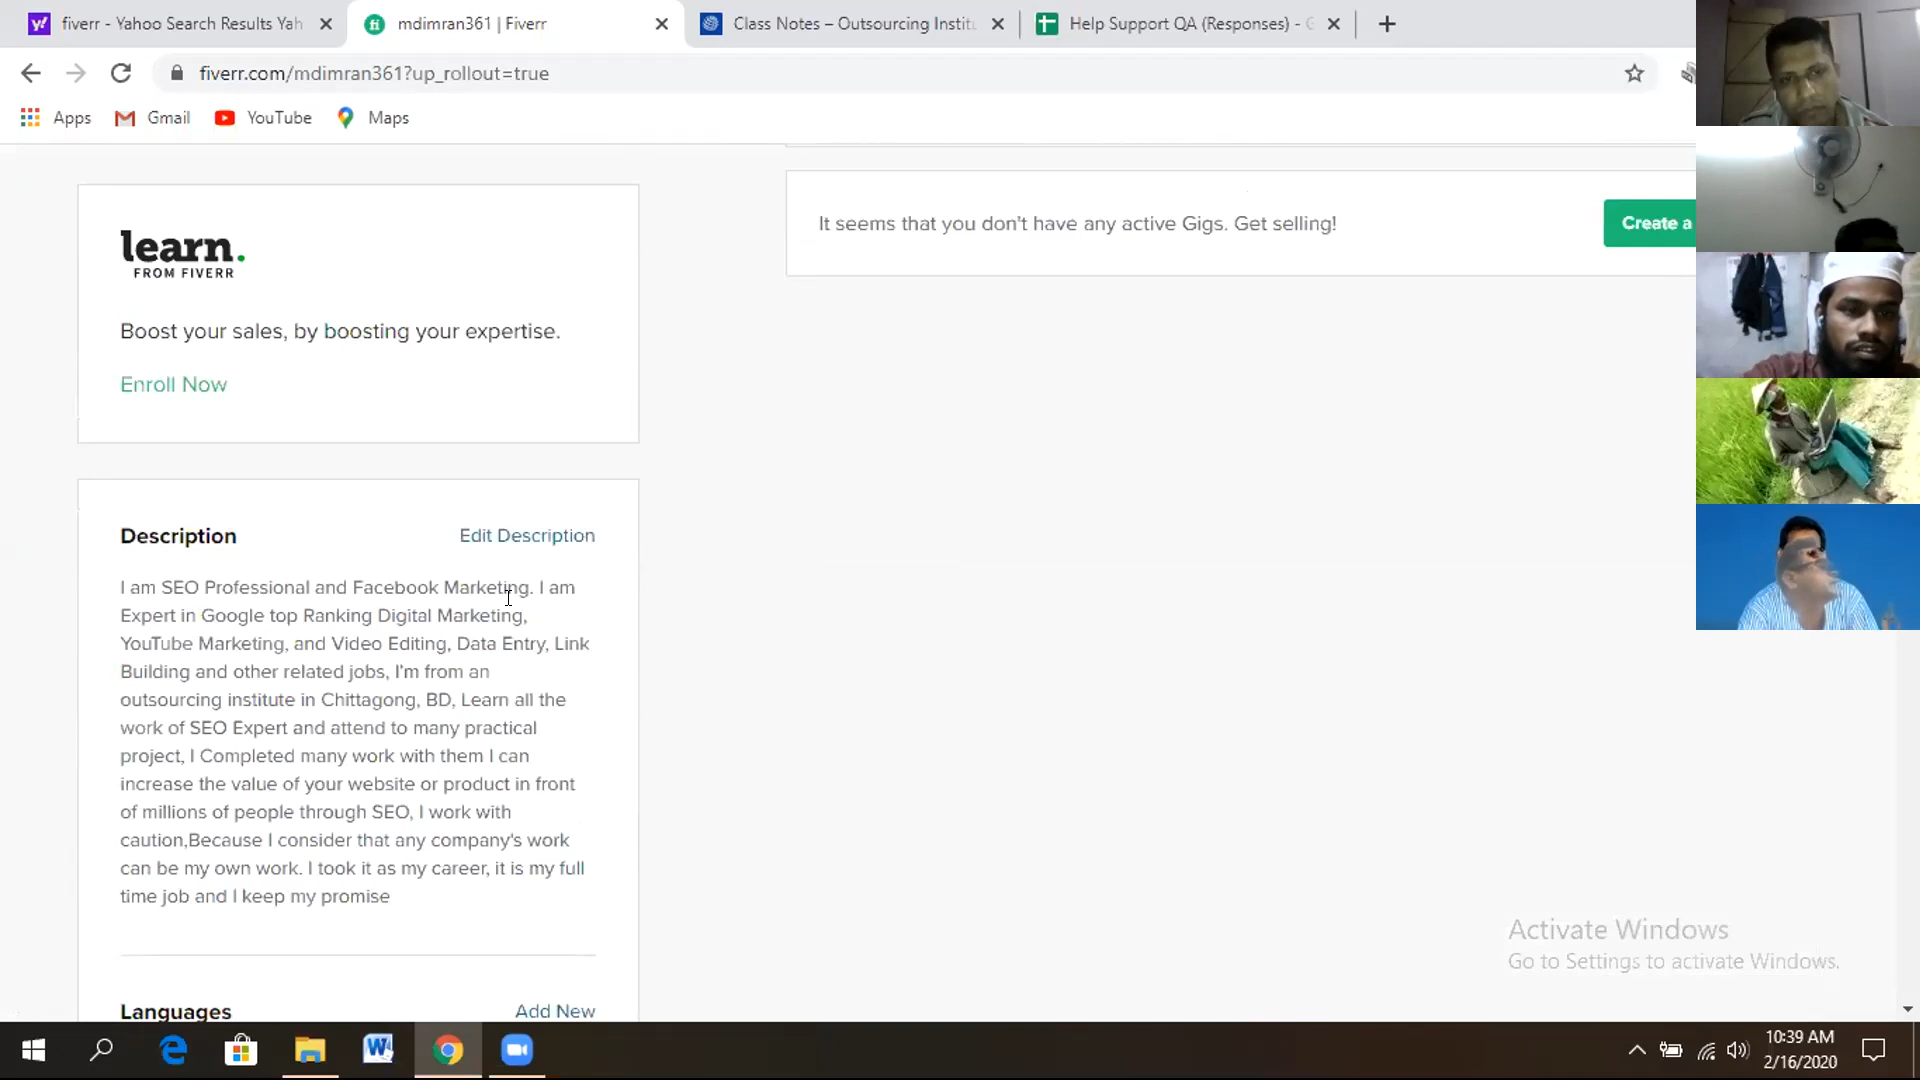 fiverr - Yahoo Search Results Yah
mdimran361 | Fiverr
Class Notes – Outsourcing Institu
Help Support QA (Responses) - G
fiverr.com/mdimran361?up_rollout=true
Apps
Gmail
YouTube
Maps
learn.
FROM FIVERR
Boost your sales, by boosting your expertise.
Enroll Now
It seems that you don't have any active Gigs. Get selling!
Create a
Description
Edit Description
I am SEO Professional and Facebook Marketing. I am
Expert in Google top Ranking Digital Marketing,
YouTube Marketing, and Video Editing, Data Entry, Link
Building and other related jobs, I'm from an
outsourcing institute in Chittagong, BD, Learn all the
work of SEO Expert and attend to many practical
project, I Completed many work with them I can
increase the value of your website or product in front
of millions of people through SEO, I work with
caution,Because I consider that any company's work
can be my own work. I took it as my career, it is my full
time job and I keep my promise
Languages
Add New
Activate Windows
Go to Settings to activate Windows.
10:39 AM
2/16/2020